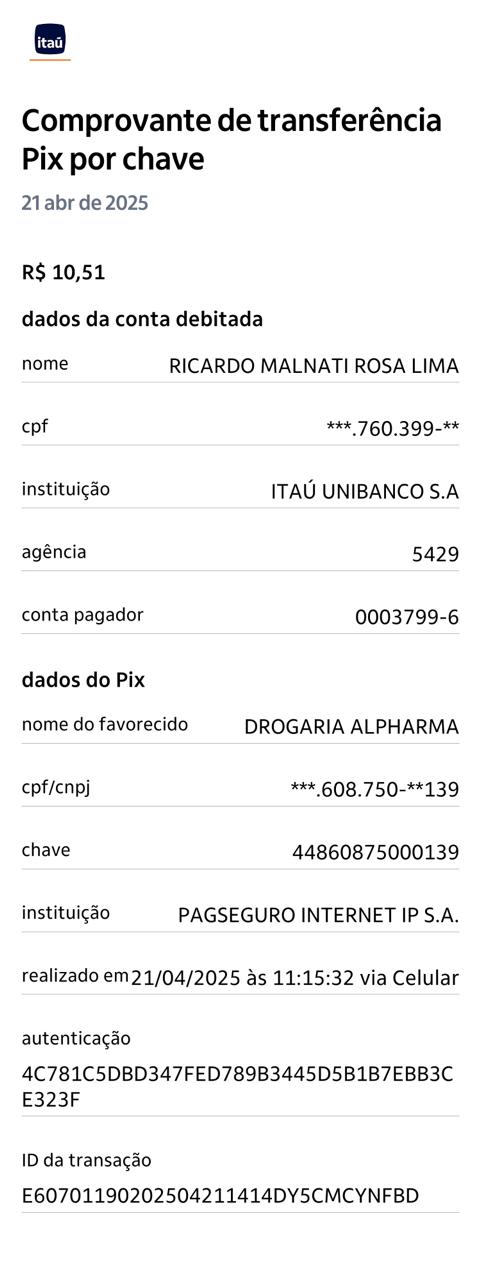 itaú
Comprovante de transferência
Pix por chave
21 abr de 2025
R$ 10,51
dados da conta debitada
nome RICARDO MALNATI ROSA LIMA
cpf ***.760.399-**
instituição ITAÚ UNIBANCO S.A
agência 5429
conta pagador 0003799-6
dados do Pix
nome do favorecido DROGARIA ALPHARMA
cpf/cnpj ***.608.750-**139
chave 44860875000139
instituição PAGSEGURO INTERNET IP S.A.
realizado em 21/04/2025 às 11:15:32 via Celular
autenticação
4C781C5DBD347FED789B3445D5B1B7EBB3C
E323F
ID da transação
E60701190202504211414DY5CMCYNFBD